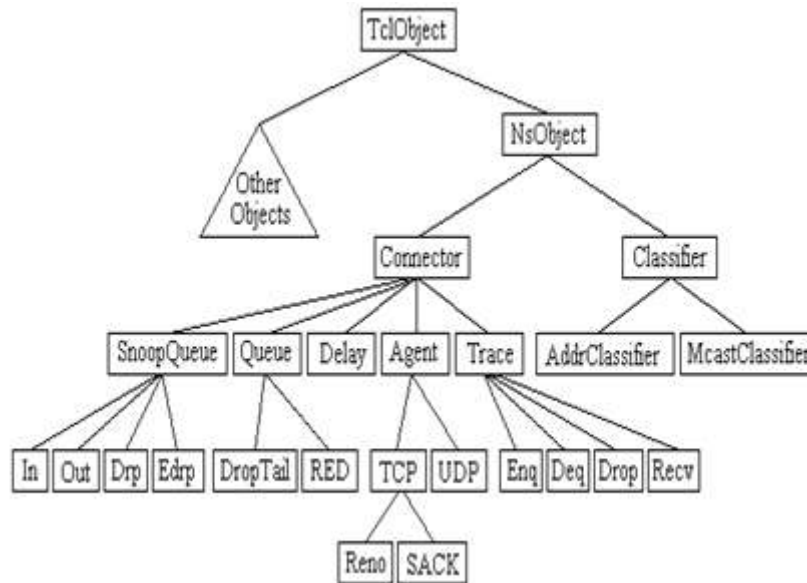 TclObject
NsObject
Other
Objects
Connector
Classifier
SnoopQueue
Queue
Delay
Agent
Trace
AddrClassifier
McastClassifier
In
Out
Drp
Edrp
DropTail
RED
TCP
UDP
Enq
Deq
Drop
Recv
Reno
SACK